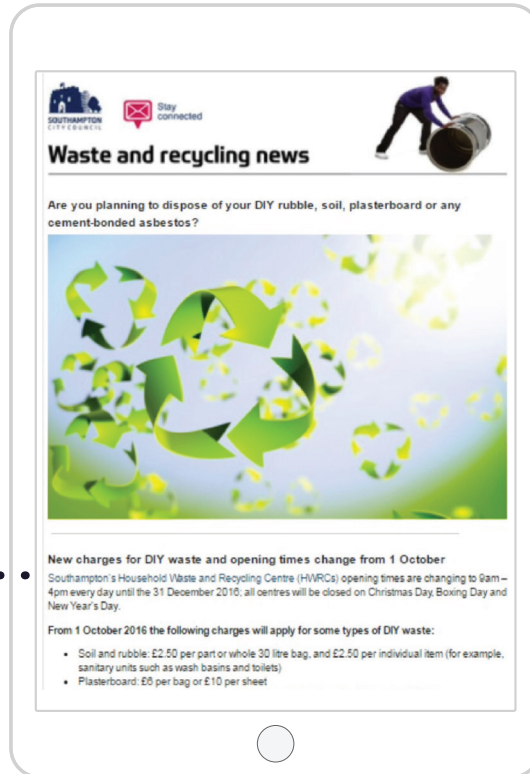 SOUTHAMPTON
CITY COUNCIL
Stay
connected
Waste and recycling news
Are you planning to dispose of your DIY rubble, soil, plasterboard or any
cement-bonded asbestos?
New charges for DIY waste and opening times change from 1 October
Southampton's Household Waste and Recycling Centre (HWRCs) opening times are changing to 9am –
4pm every day until the 31 December 2016; all centres will be closed on Christmas Day, Boxing Day and
New Year's Day.
From 1 October 2016 the following charges will apply for some types of DIY waste:
• Soil and rubble: £2.50 per part or whole 30 litre bag, and £2.50 per individual item (for example,
sanitary units such as wash basins and toilets)
• Plasterboard: £6 per bag or £10 per sheet